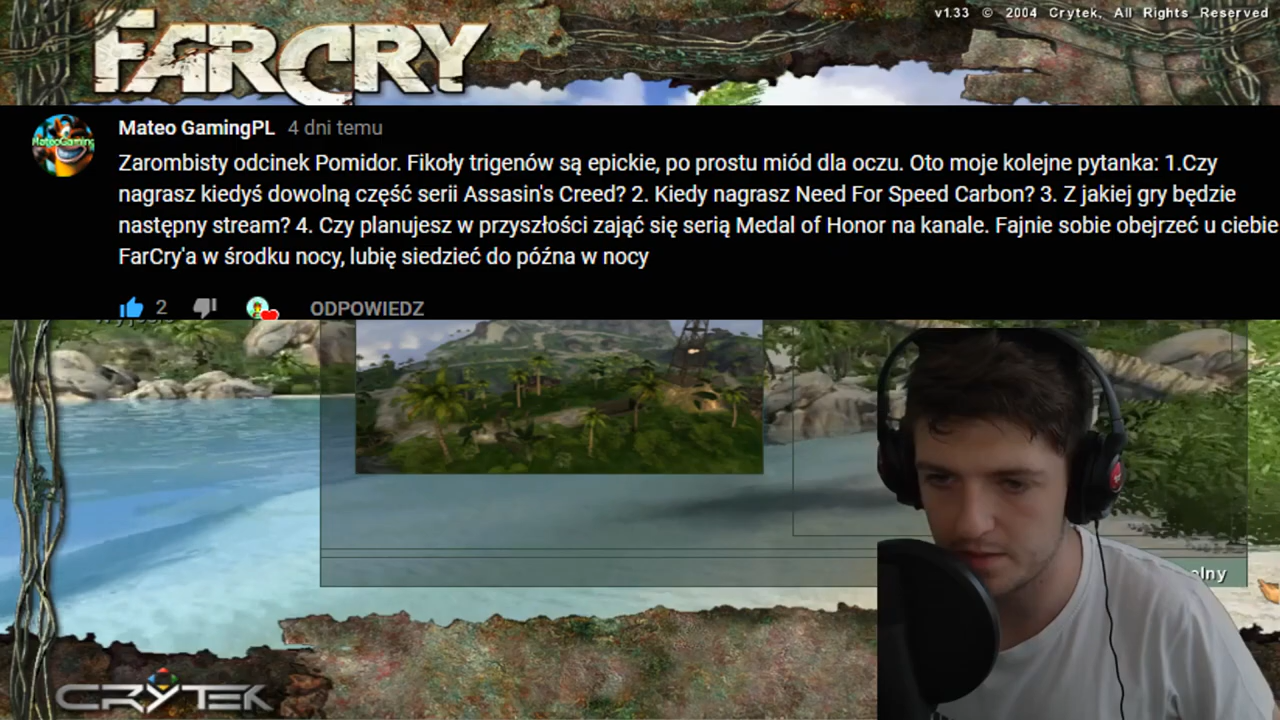 v1.33 © 2004 Crytek, All Rights Reserved
FARCRY
Mateo GamingPL 4 dni temu
Zarombisty odcinek Pomidor. Fikoły trigenów są epickie, po prostu miód dla oczu. Oto moje kolejne pytanka: 1.Czy
nagrasz kiedyś dowolną część serii Assasin's Creed? 2. Kiedy nagrasz Need For Speed Carbon? 3. Z jakiej gry będzie
następny stream? 4. Czy planujesz w przyszłości zająć się serią Medal of Honor na kanale. Fajnie sobie obejrzeć u ciebie
FarCry'a w środku nocy, lubię siedzieć do późna w nocy
2 ODPOWIEDZ
CRYTEK